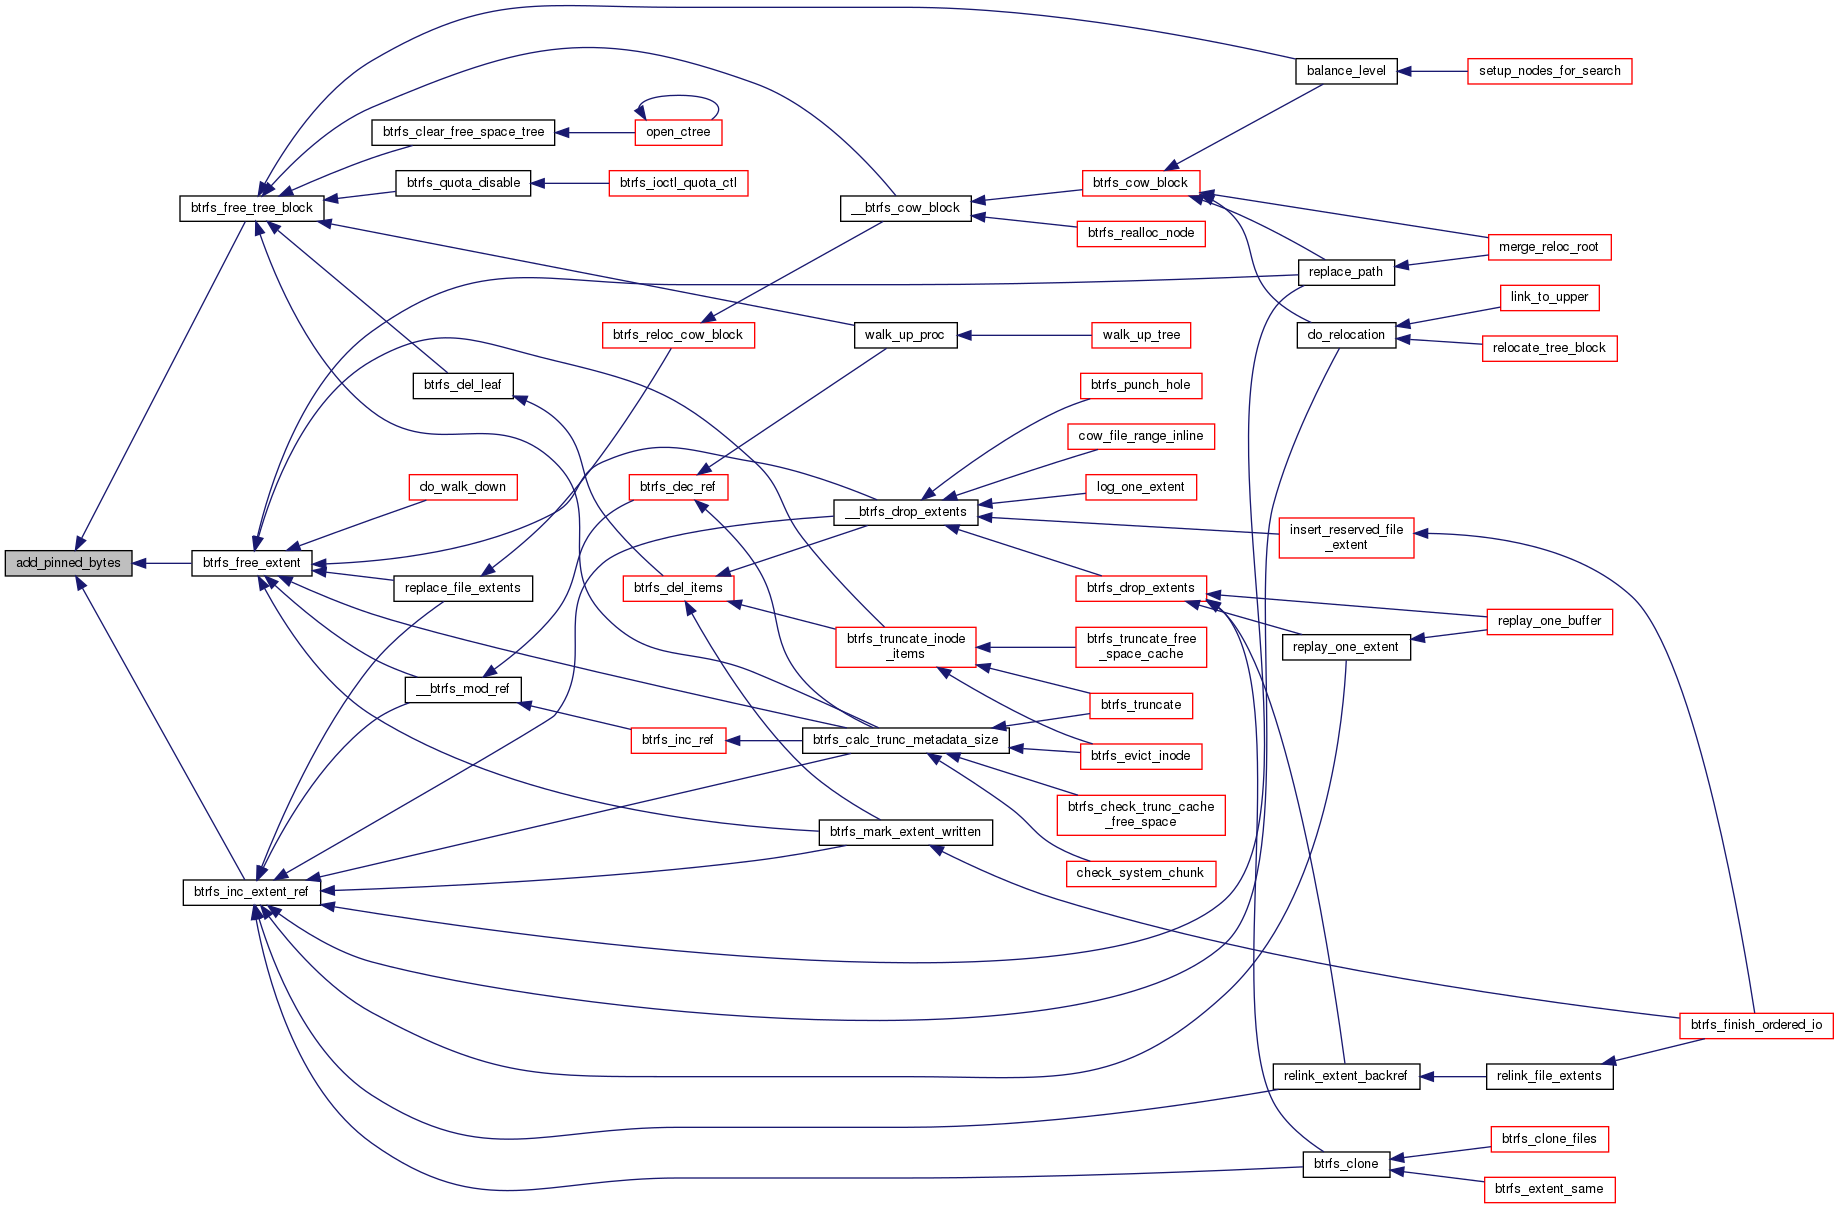 balance_level
setup_nodes_for_search
btrfs_clear_free_space_tree
open_ctree
btrfs_quota_disable
btrfs_ioctl_quota_ctl
btrfs_cow_block
btrfs_free_tree_block
__btrfs_cow_block
btrfs_realloc_node
merge_reloc_root
replace_path
link_to_upper
btrfs_reloc_cow_block
walk_up_proc
walk_up_tree
do_relocation
relocate_tree_block
btrfs_del_leaf
btrfs_punch_hole
cow_file_range_inline
do_walk_down
btrfs_dec_ref
log_one_extent
__btrfs_drop_extents
insert_reserved_file
_extent
add_pinned_bytes
btrfs_free_extent
replace_file_extents
btrfs_del_items
btrfs_drop_extents
replay_one_buffer
btrfs_truncate_inode
_items
btrfs_truncate_free
_space_cache
replay_one_extent
__btrfs_mod_ref
btrfs_truncate
btrfs_inc_ref
btrfs_calc_trunc_metadata_size
btrfs_evict_inode
btrfs_check_trunc_cache
_free_space
btrfs_mark_extent_written
check_system_chunk
btrfs_inc_extent_ref
btrfs_finish_ordered_io
relink_extent_backref
relink_file_extents
btrfs_clone_files
btrfs_clone
btrfs_extent_same